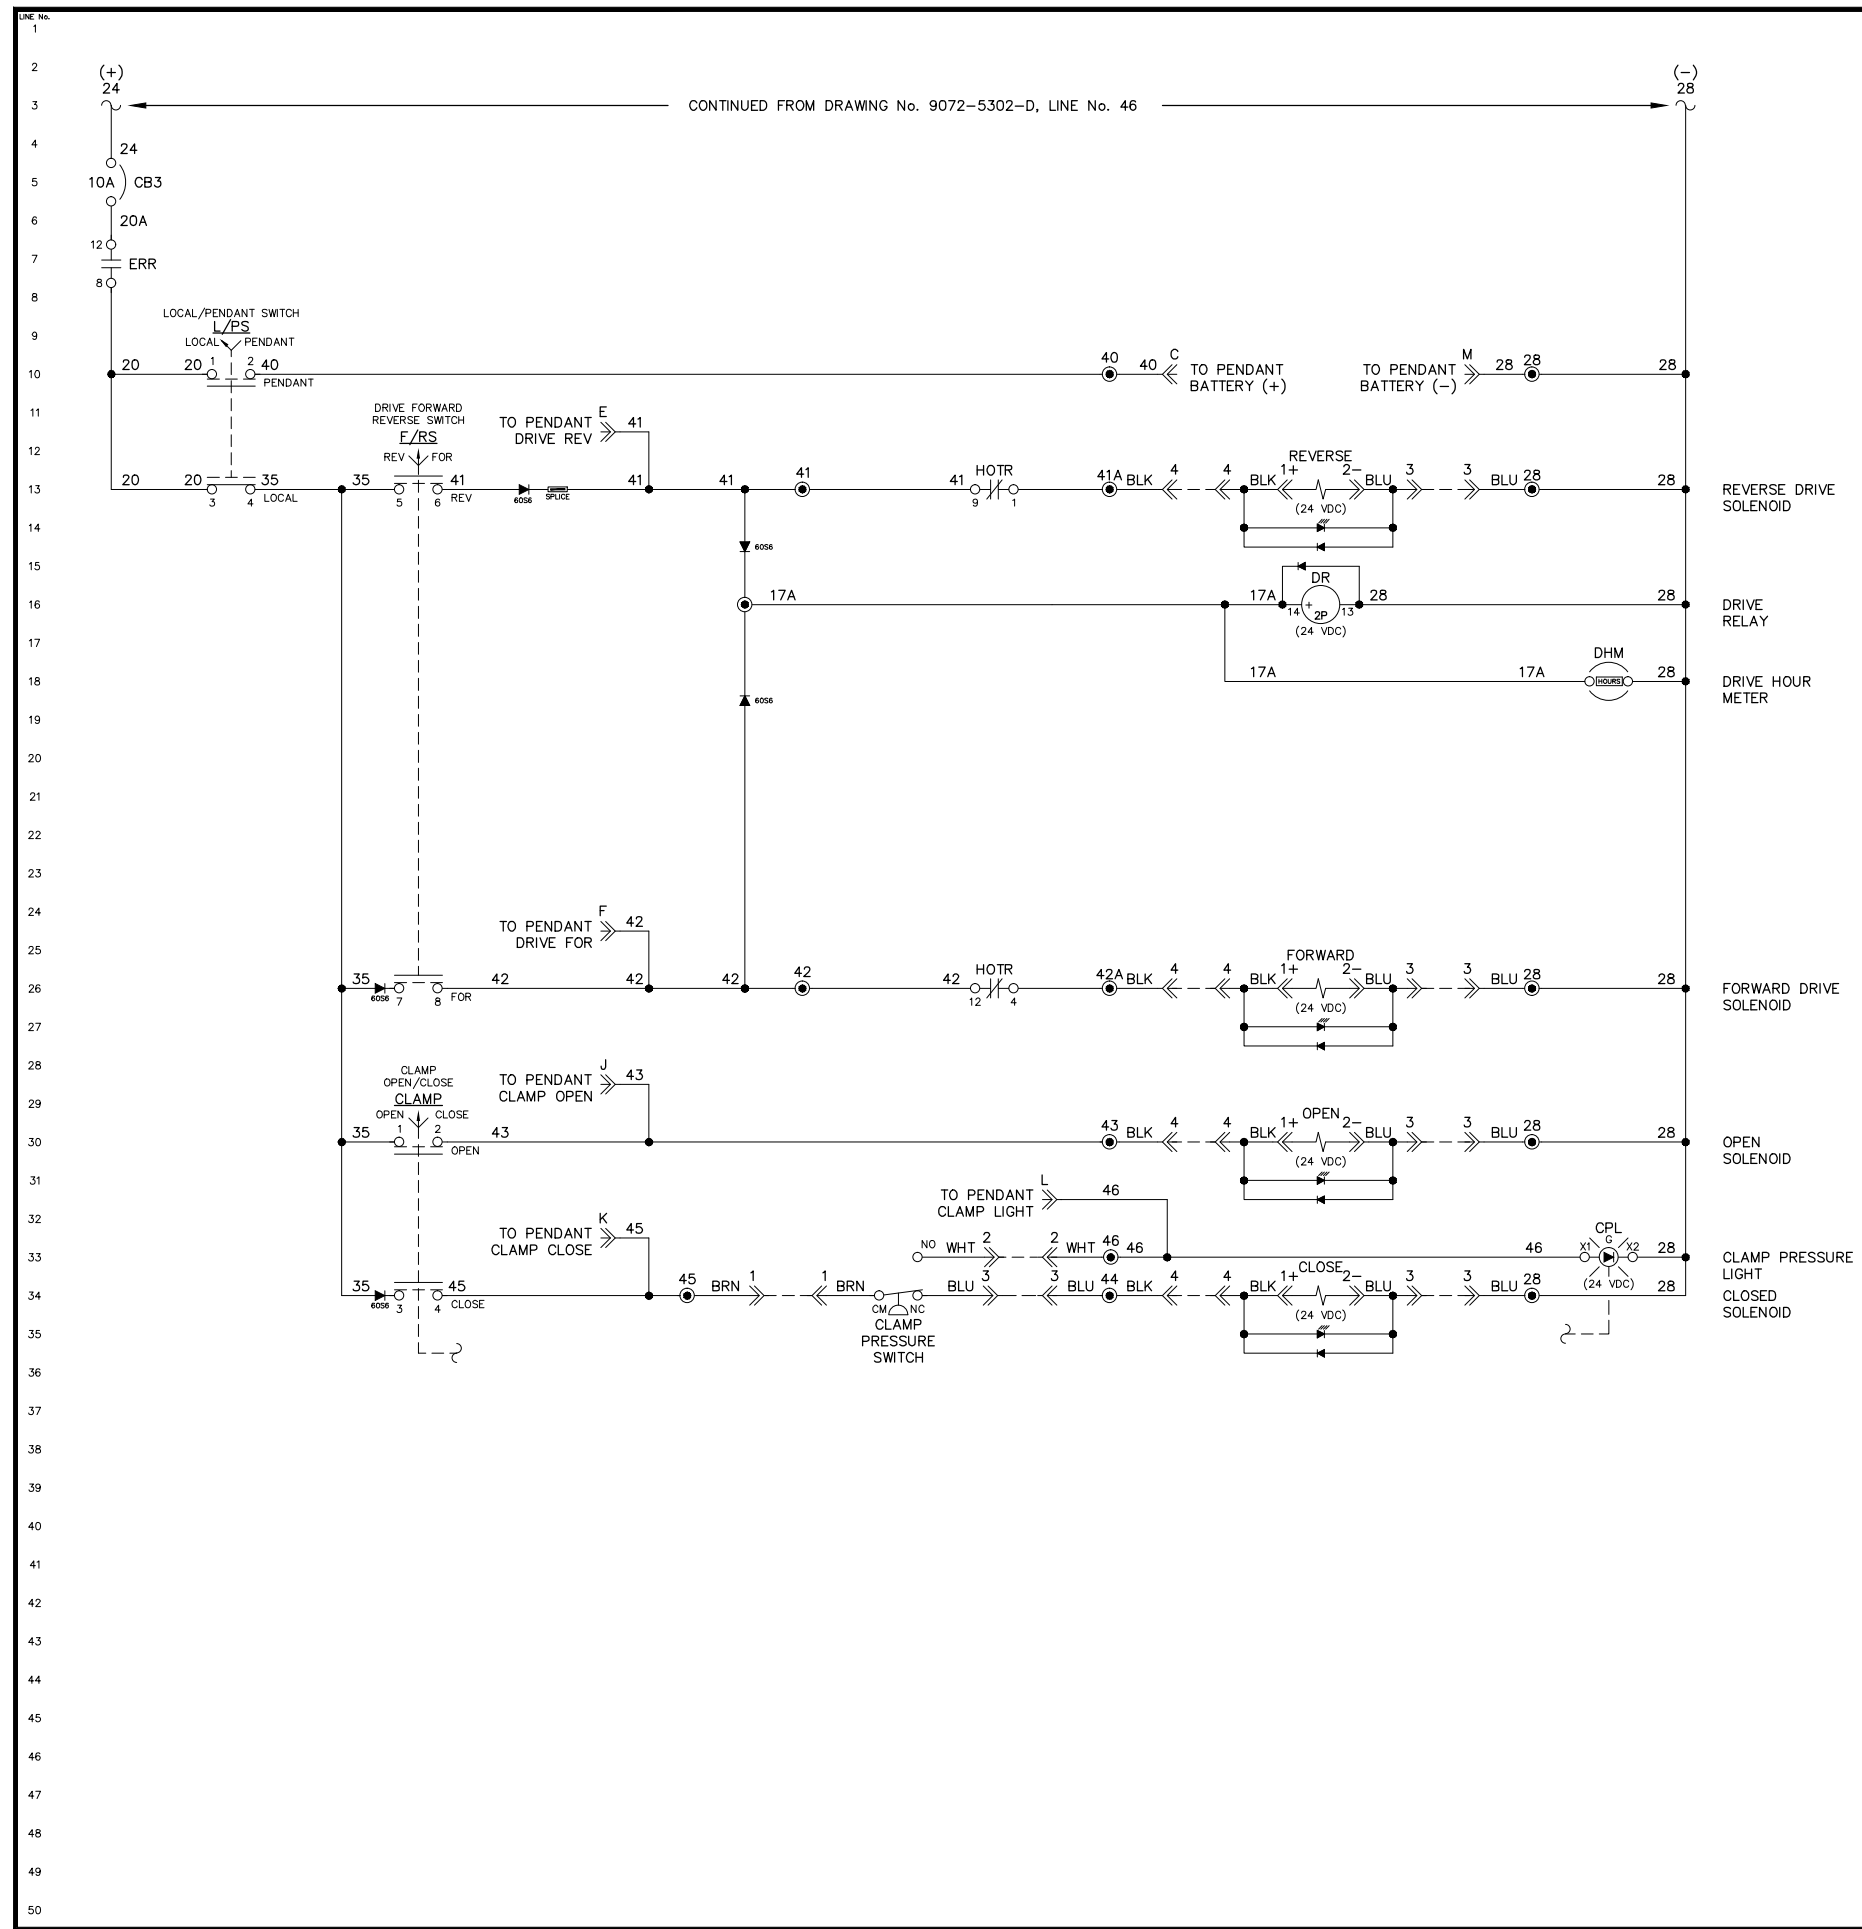 LINE No.
1
2
(+) (-)
24 28
3 CONTINUED FROM DRAWING No. 9072-5302-D, LINE No. 46
4 24
5 10A CB3
6 20A
12
7 ERR
8
8
LOCAL/PENDANT SWITCH
L/PS
9 LOCAL PENDANT
10 20 20 1 2 40 PENDANT 40 40 C TO PENDANT BATTERY (+) TO PENDANT BATTERY (-) M 28 28 28
11 DRIVE FORWARD
REVERSE SWITCH
F/RS
TO PENDANT E 41
DRIVE REV
12 REV FOR REVERSE
13 20 20 3 4 35 LOCAL 35 5 6 41 REV 60S6 SPLICE 41 41 41 41 HOTR 9 1 41A BLK 4 4 BLK 1+ 2- BLU 3 3 BLU 28 28 REVERSE DRIVE
SOLENOID
(24 VDC)
14
60S6
15
DR
16 17A 17A 14 + 2P 13 28 28 DRIVE
RELAY
(24 VDC)
17
DHM
18 17A 17A HOURS 28 DRIVE HOUR
METER
60S6
19
20
21
22
23
24 F
TO PENDANT 42
DRIVE FOR
25 FORWARD
26 35 60S6 7 8 42 FOR 42 42 42 42 HOTR 12 4 42A BLK 4 4 BLK 1+ 2- BLU 3 3 BLU 28 28 FORWARD DRIVE
SOLENOID
(24 VDC)
27
28 CLAMP
OPEN/CLOSE
J
TO PENDANT 43
CLAMP OPEN
29 CLAMP
OPEN CLOSE OPEN
30 35 1 2 43 OPEN 43 BLK 4 4 BLK 1+ 2- BLU 3 3 BLU 28 28 OPEN
SOLENOID
(24 VDC)
31 L
TO PENDANT 46
CLAMP LIGHT
32 K
TO PENDANT 45
CLAMP CLOSE
CPL
G
33 NO WHT 2 2 WHT 46 46 46 X1 X2 28 CLAMP PRESSURE
LIGHT
(24 VDC)
CLOSE
34 35 60S6 3 4 45 CLOSE 45 BRN 1 1 BRN CM NC BLU 3 3 BLU 44 BLK 4 4 BLK 1+ 2- BLU 3 3 BLU 28 28 CLOSED
SOLENOID
(24 VDC)
CLAMP
35 PRESSURE
SWITCH
36
37
38
39
40
41
42
43
44
45
46
47
48
49
50